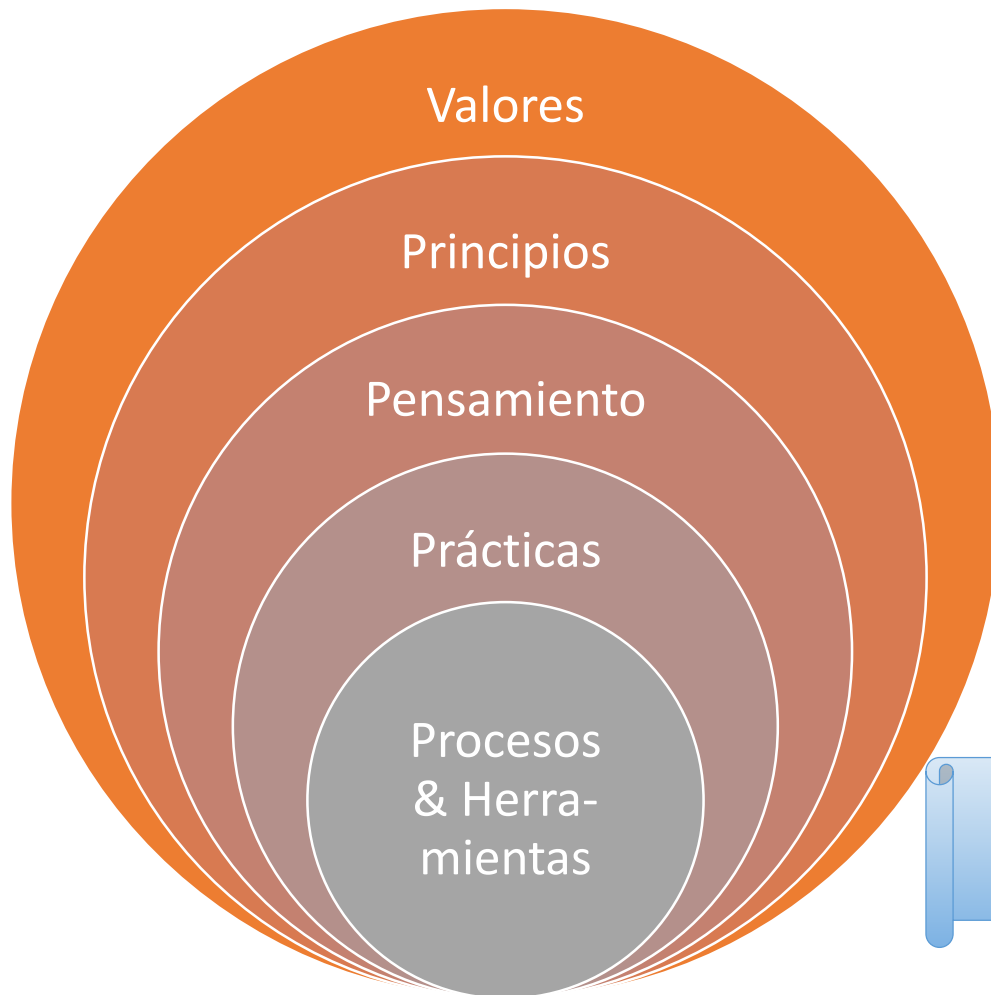 Valores
Principios
Pensamiento
Prácticas
Procesos
& Herra-
mientas